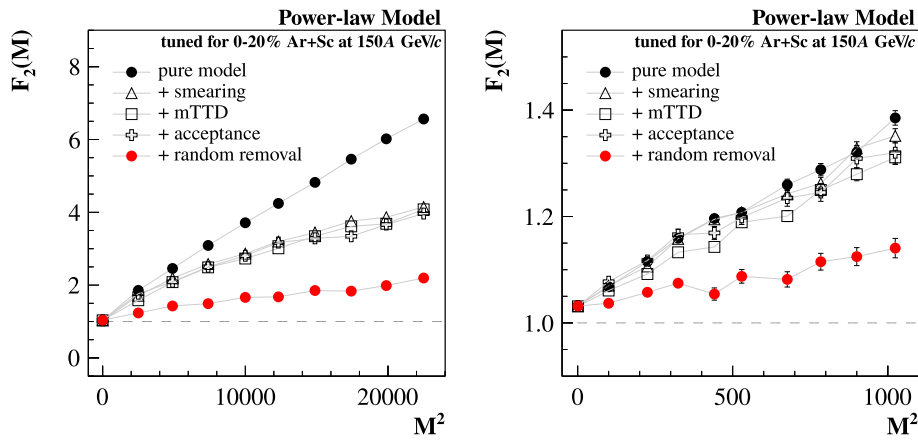 Power-law Model
tuned for 0-20% Ar+Sc at 150A GeV/c
F2(M)
pure model
+ smearing
+ mTTD
+ acceptance
+ random removal
8
6
4
2
0
0
10000
20000
M²
Power-law Model
tuned for 0-20% Ar+Sc at 150A GeV/c
F2(M)
pure model
+ smearing
+ mTTD
+ acceptance
+ random removal
1.4
1.2
1.0
0
500
1000
M²